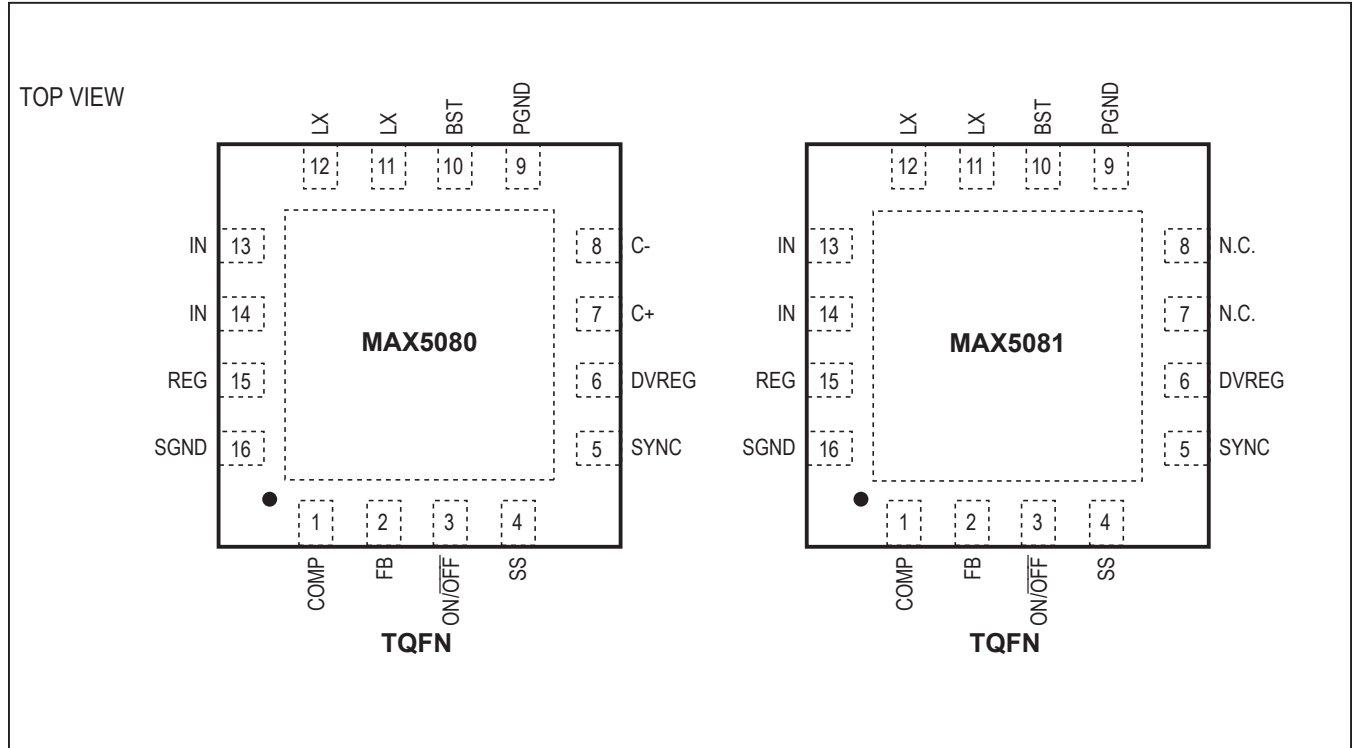 TOP VIEW
LX LX BST PGND
12 11 10 9
IN 13
IN 14
REG 15
SGND 16
MAX5080
8 C-
7 C+
6 DVREG
5 SYNC
1 2 3 4
COMP FB ON/OFF SS
TQFN
LX LX BST PGND
12 11 10 9
IN 13
IN 14
REG 15
SGND 16
MAX5081
8 N.C.
7 N.C.
6 DVREG
5 SYNC
1 2 3 4
COMP FB ON/OFF SS
TQFN